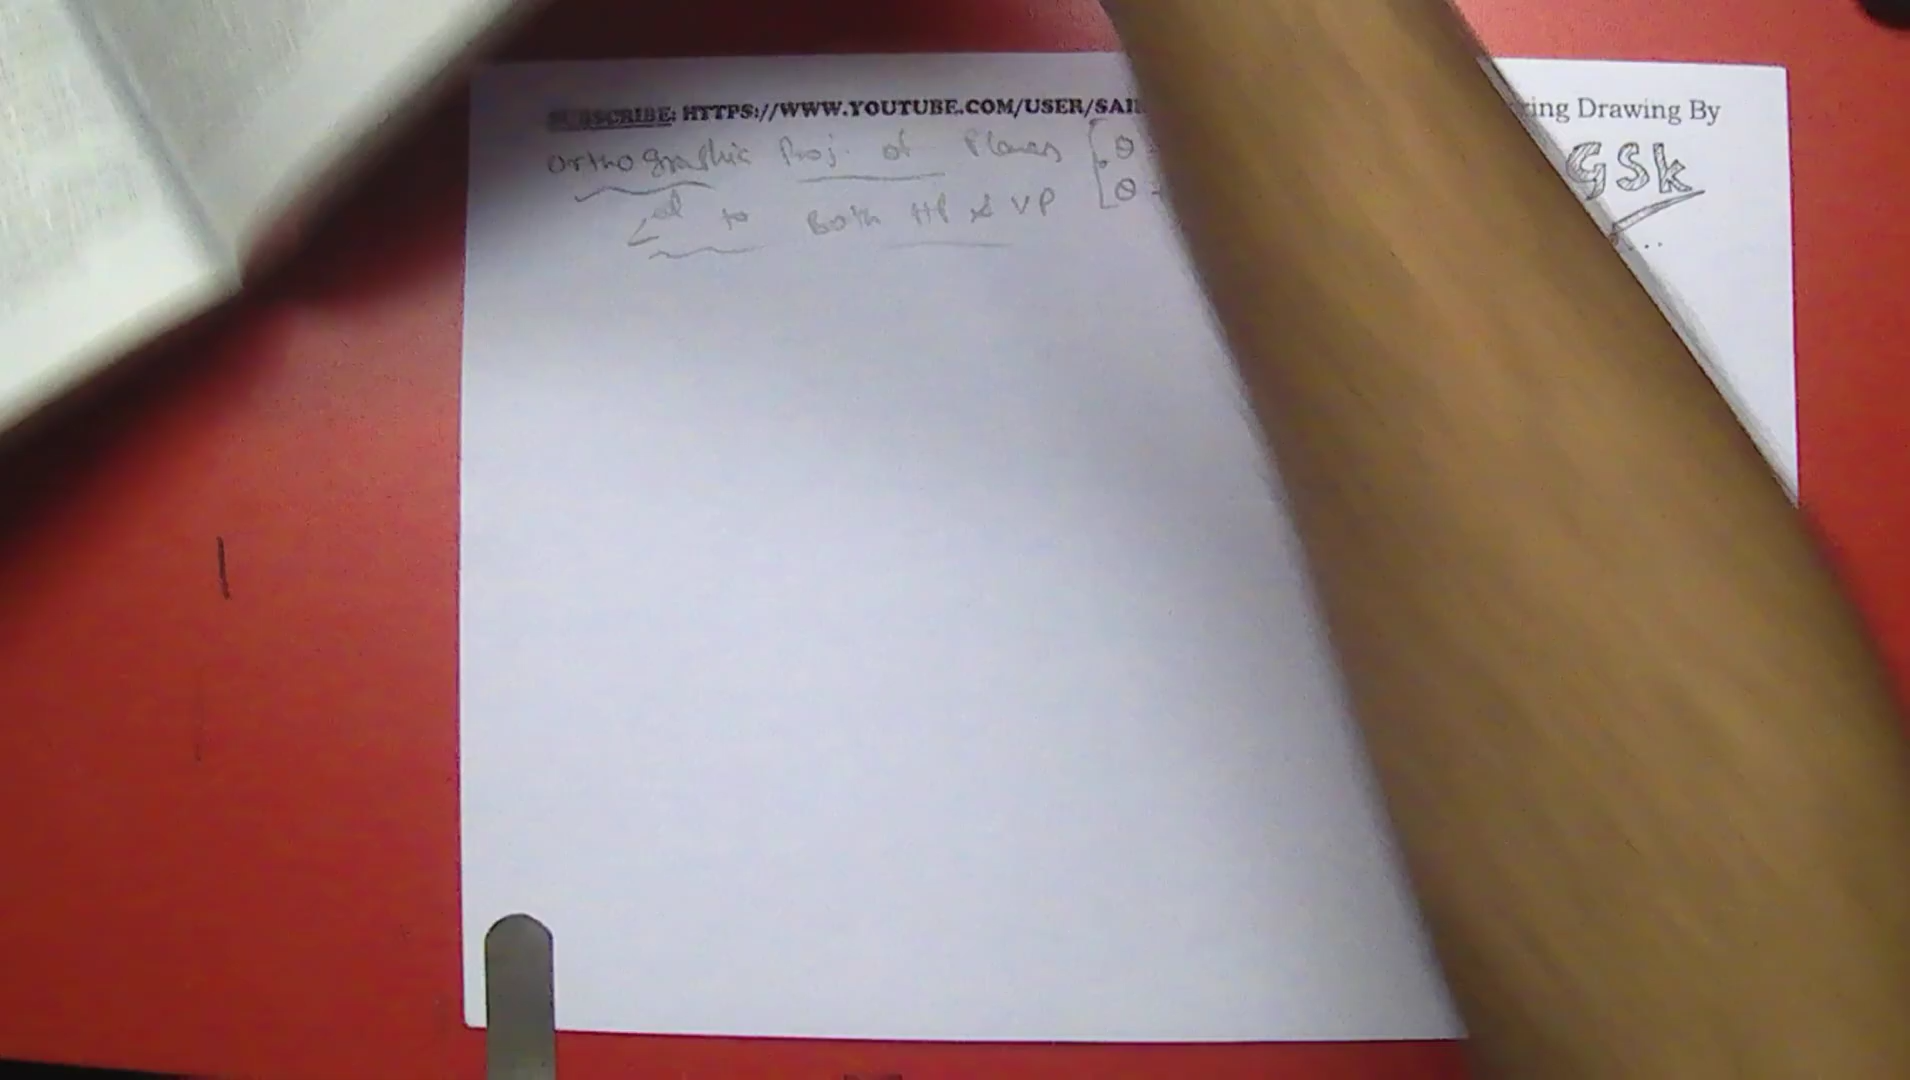 SUBSCRIBE: HTTPS://WWW.YOUTUBE.COM/USER/SAI
ing Drawing By
GSk
Orthographic Proj. of Planes [θ
∠ed to Both HP & VP [θ